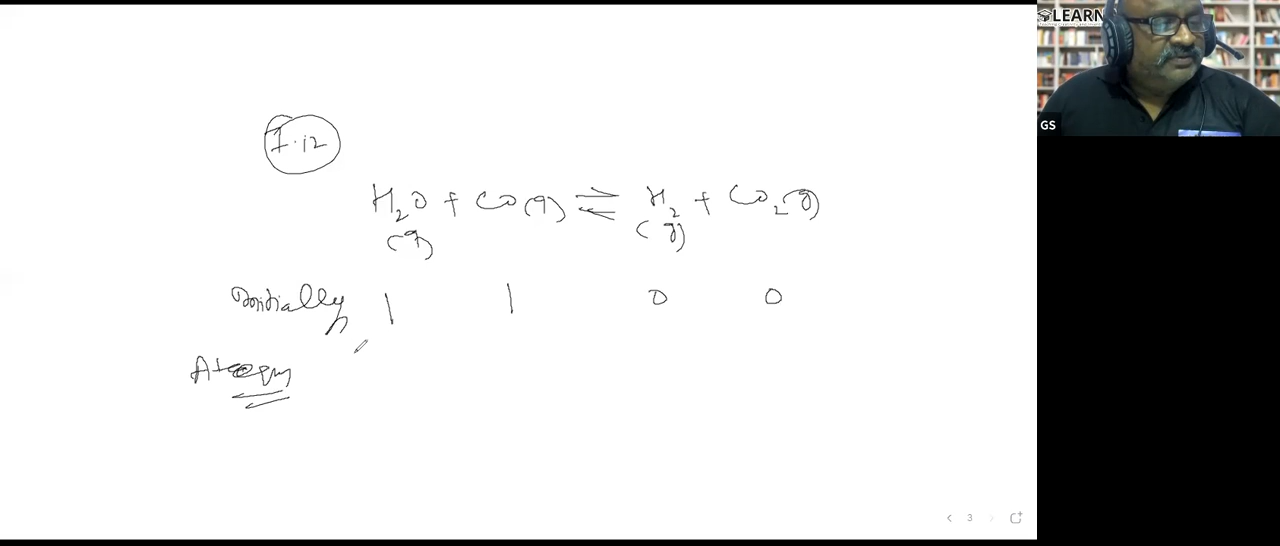 7.12
H₂O + CO(g) ⇌ H₂ + CO₂(g)
(g) (g)
Initially 1 1 0 0
At eqm
LEARN
GS
3